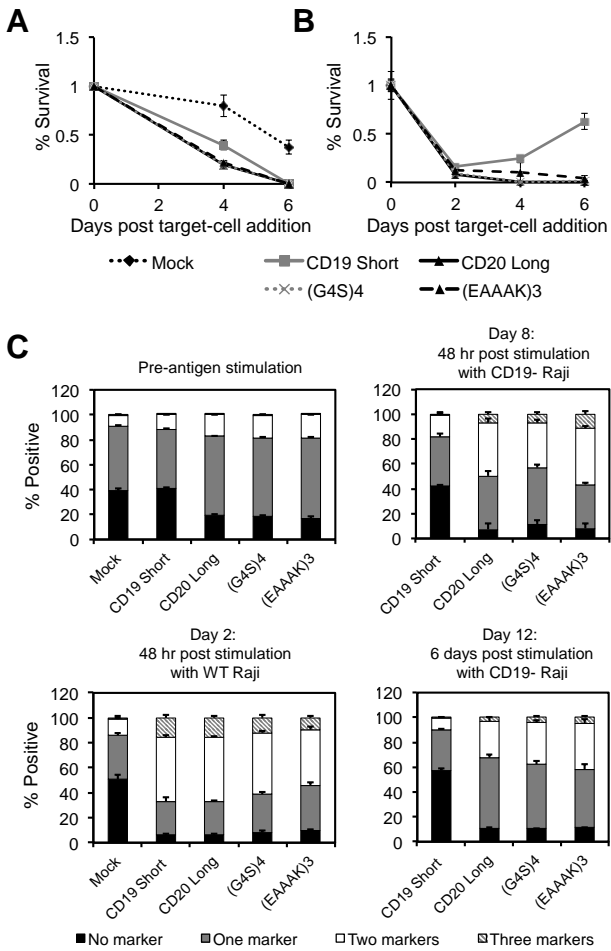 A
B
% Survival
1.5
1
0.5
0
0
2
4
6
Days post target-cell addition
% Survival
1.5
1
0.5
0
0
2
4
6
Days post target-cell addition
Mock
CD19 Short
CD20 Long
(G4S)4
(EAAAK)3
C
Pre-antigen stimulation
% Positive
120
100
80
60
40
20
0
Mock
CD19 Short
CD20 Long
(G4S)4
(EAAAK)3
Day 8:
48 hr post stimulation
with CD19- Raji
120
100
80
60
40
20
0
CD19 Short
CD20 Long
(G4S)4
(EAAAK)3
Day 2:
48 hr post stimulation
with WT Raji
% Positive
120
100
80
60
40
20
0
Mock
CD19 Short
CD20 Long
(G4S)4
(EAAAK)3
Day 12:
6 days post stimulation
with CD19- Raji
120
100
80
60
40
20
0
CD19 Short
CD20 Long
(G4S)4
(EAAAK)3
No marker
One marker
Two markers
Three markers